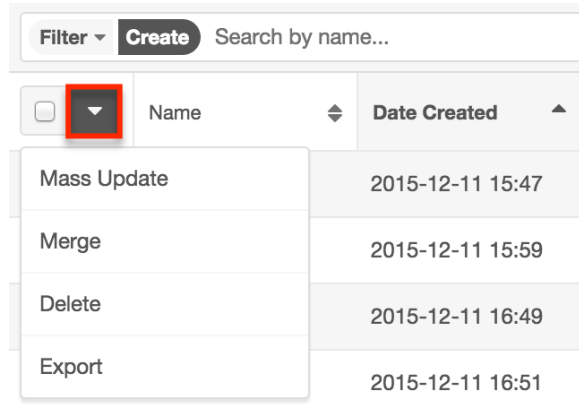 Filter Create Search by name...
Name Date Created
Mass Update 2015-12-11 15:47
Merge 2015-12-11 15:59
Delete 2015-12-11 16:49
Export 2015-12-11 16:51